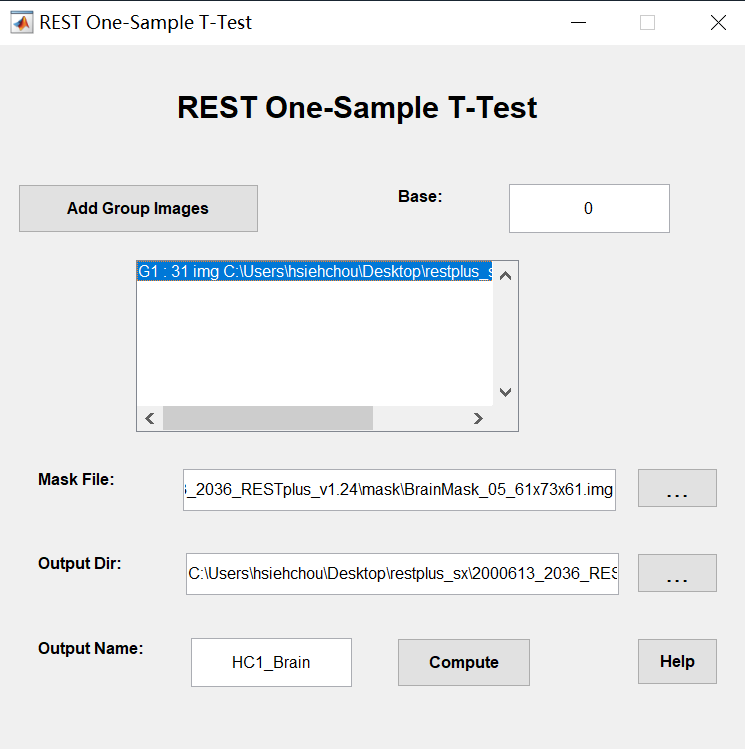 REST One-Sample T-Test
REST One-Sample T-Test
Add Group Images
Base:
0
G1 : 31 img C:\Users\hsiehchou\Desktop\restplus_s
Mask File:
_2036_RESTplus_v1.24\mask\BrainMask_05_61x73x61.img
...
Output Dir:
C:\Users\hsiehchou\Desktop\restplus_sx\2000613_2036_RES
...
Output Name:
HC1_Brain
Compute
Help